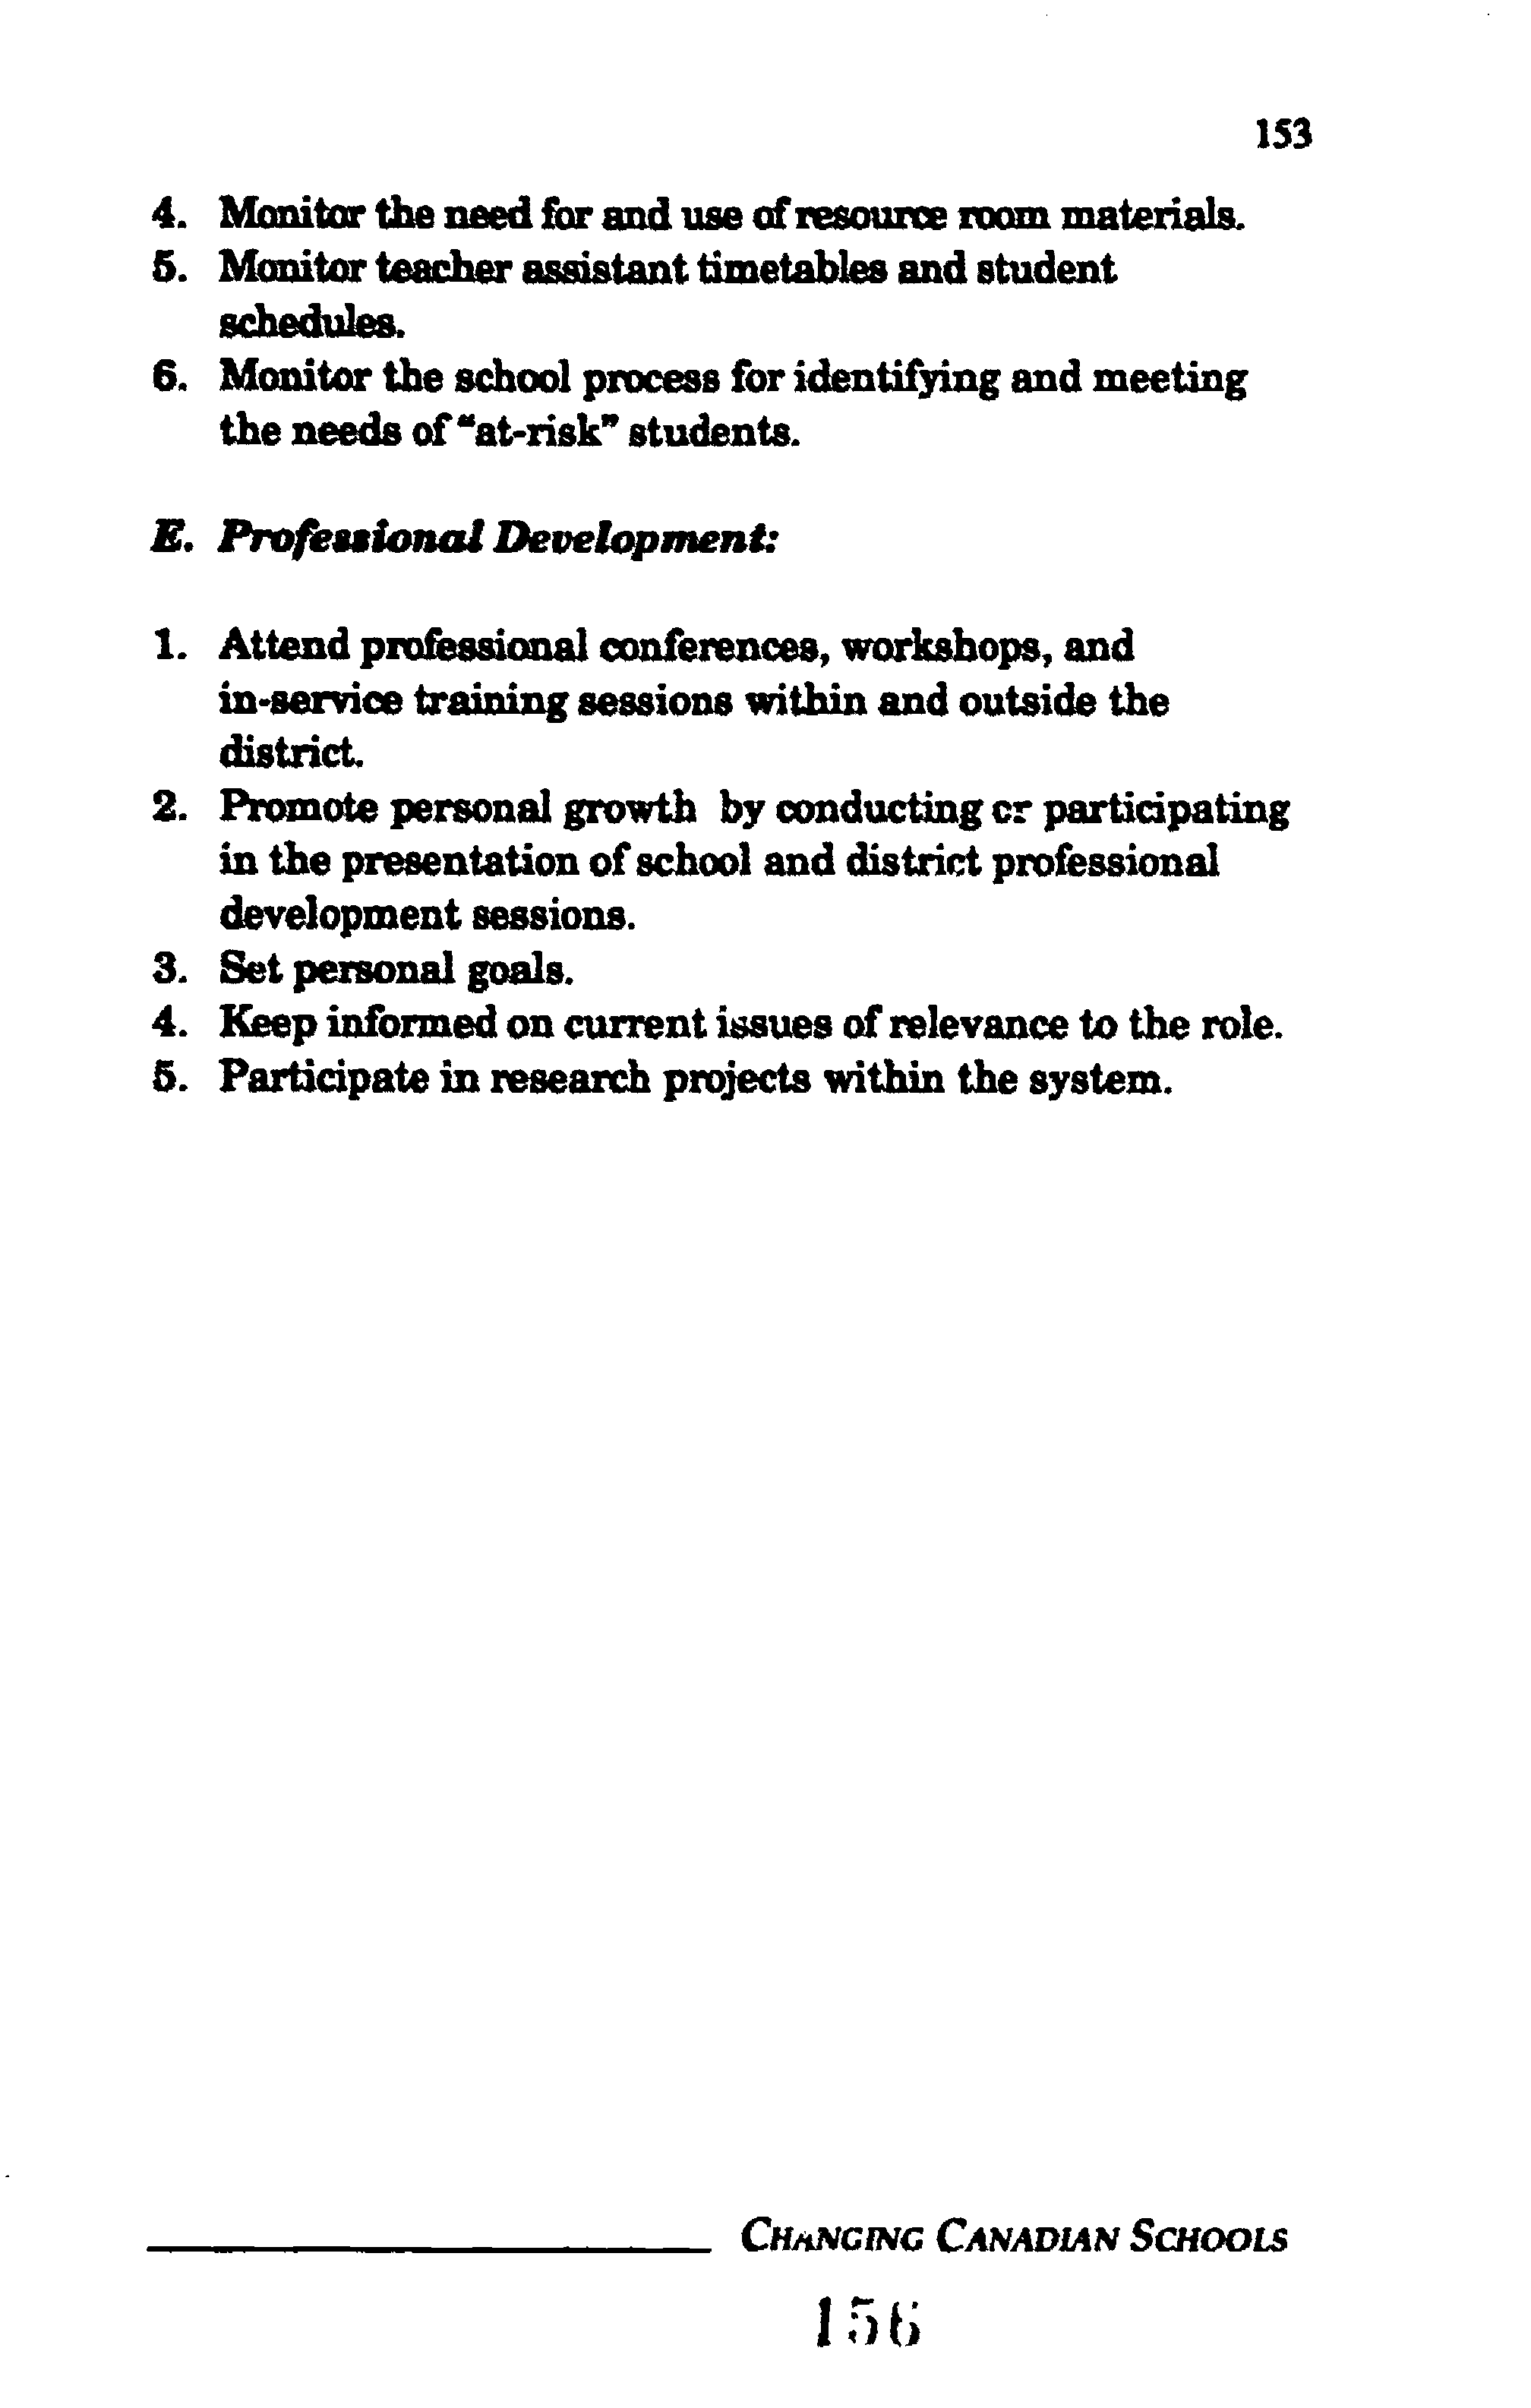 153
4. Monitor the need for and use of resource room materials.
5. Monitor teacher assistant timetables and student
schedules.
6. Monitor the school process for identifying and meeting
the needs of "at-risk" students.
E. Professional Development:
1. Attend professional conferences, workshops, and
in-service training sessions within and outside the
district.
2. Promote personal growth by conducting or participating
in the presentation of school and district professional
development sessions.
3. Set personal goals.
4. Keep informed on current issues of relevance to the role.
5. Participate in research projects within the system.
CHANGING CANADIAN SCHOOLS
156